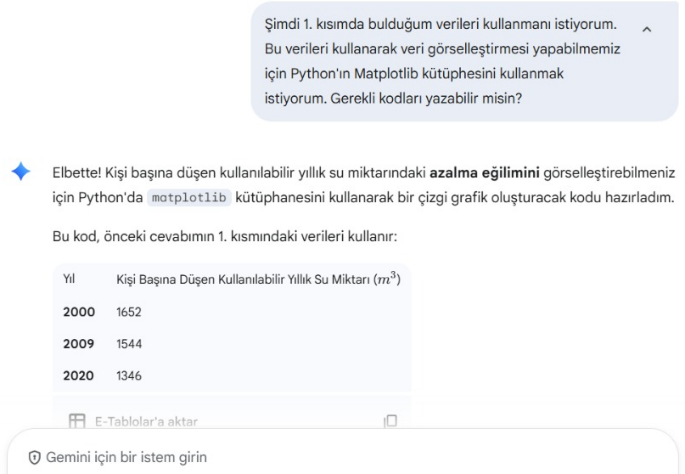 Şimdi 1. kısımda bulduğum verileri kullanmanı istiyorum.
Bu verileri kullanarak veri görselleştirmesi yapabilmemiz
için Python'ın Matplotlib kütüphesini kullanmak
istiyorum. Gerekli kodları yazabilir misin?
Elbette! Kişi başına düşen kullanılabilir yıllık su miktarındaki azalma eğilimini görselleştirebilmeniz
için Python'da matplotlib kütüphanesini kullanarak bir çizgi grafik oluşturacak kodu hazırladım.
Bu kod, önceki cevabımın 1. kısmındaki verileri kullanır:
Yıl Kişi Başına Düşen Kullanılabilir Yıllık Su Miktarı (m³)
2000 1652
2009 1544
2020 1346
E-Tablolar'a aktar
Gemini için bir istem girin